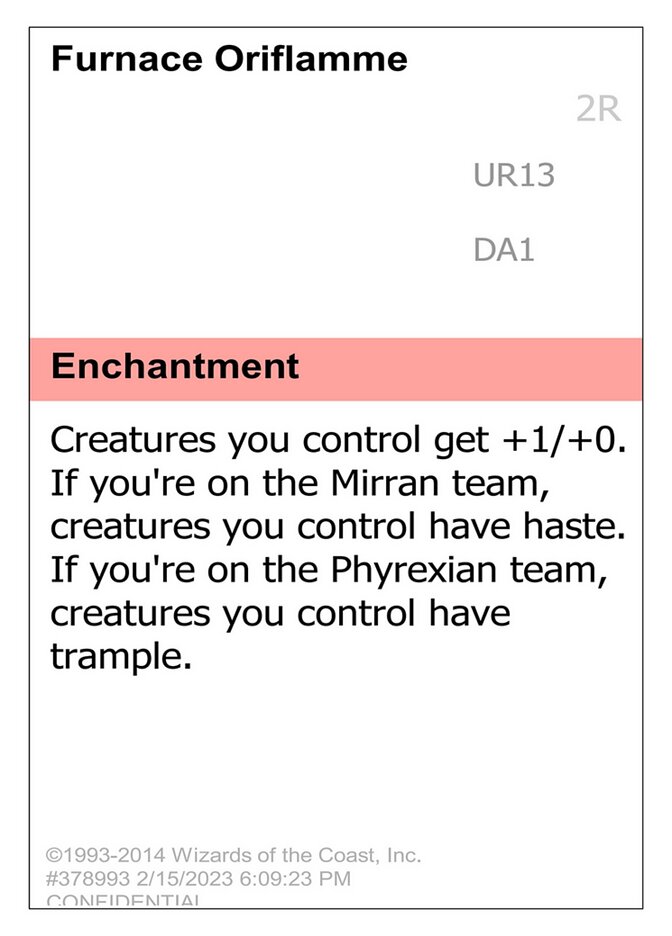 Furnace Oriflamme
2R
UR13
DA1
Enchantment
Creatures you control get +1/+0.
If you're on the Mirran team,
creatures you control have haste.
If you're on the Phyrexian team,
creatures you control have
trample.
©1993-2014 Wizards of the Coast, Inc.
#378993 2/15/2023 6:09:23 PM
CONFIDENTIAL